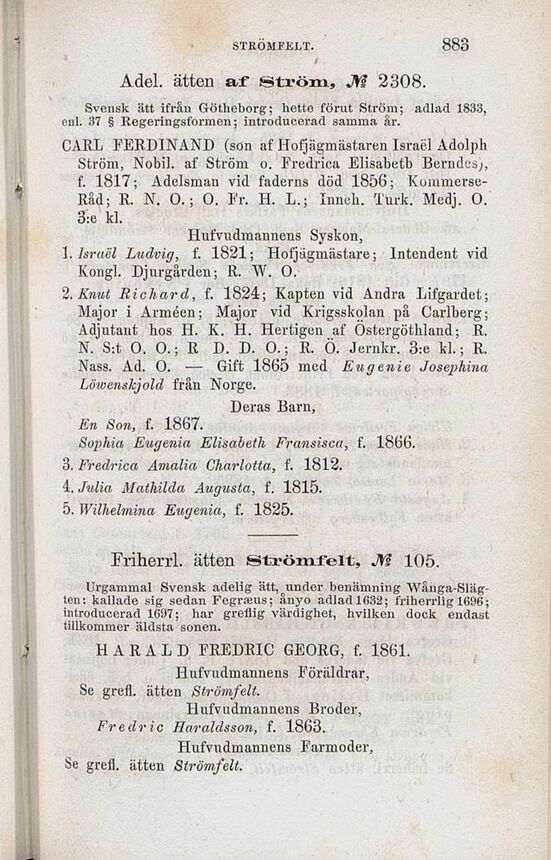 STRÖMFELT. 883
Adel. ätten af Ström, № 2308.
Svensk ätt ifrån Götheborg; hette förut Ström; adlad 1833,
enl. 37 § Regeringsformen; introducerad samma år.
CARL FERDINAND (son af Hofjägmästaren Israël Adolph
Ström, Nobil. af Ström o. Fredrica Elisabeth Berndes),
f. 1817; Adelsman vid faderns död 1856; Kommerse-
Råd; R. N. O.; O. Fr. H. L.; Inneh. Turk. Medj. O.
3:e kl.
Hufvudmannens Syskon,
1. Israël Ludvig, f. 1821; Hofjägmästare; Intendent vid
Kongl. Djurgården; R. W. O.
2. Knut Richard, f. 1824; Kapten vid Andra Lifgardet;
Major i Arméen; Major vid Krigsskolan på Carlberg;
Adjutant hos H. K. H. Hertigen af Östergöthland; R.
N. S:t O. O.; R D. D. O.; R. Ö. Jernkr. 3:e kl.; R.
Nass. Ad. O. — Gift 1865 med Eugenie Josephina
Löwenskjold från Norge.
Deras Barn,
En Son, f. 1867.
Sophia Eugenia Elisabeth Fransisca, f. 1866.
3. Fredrica Amalia Charlotta, f. 1812.
4. Julia Mathilda Augusta, f. 1815.
5. Wilhelmina Eugenia, f. 1825.
Friherrl. ätten Strömfelt, № 105.
Urgammal Svensk adelig ätt, under benämning Wånga-Släg-
ten: kallade sig sedan Fegræus; ånyo adlad 1632; friherrlig 1696;
introducerad 1697; har greflig värdighet, hvilken dock endast
tillkommer äldsta sonen.
HARALD FREDRIC GEORG, f. 1861.
Hufvudmannens Föräldrar,
Se grefl. ätten Strömfelt.
Hufvudmannens Broder,
Fredric Haraldsson, f. 1863.
Hufvudmannens Farmoder,
Se grefl. ätten Strömfelt.